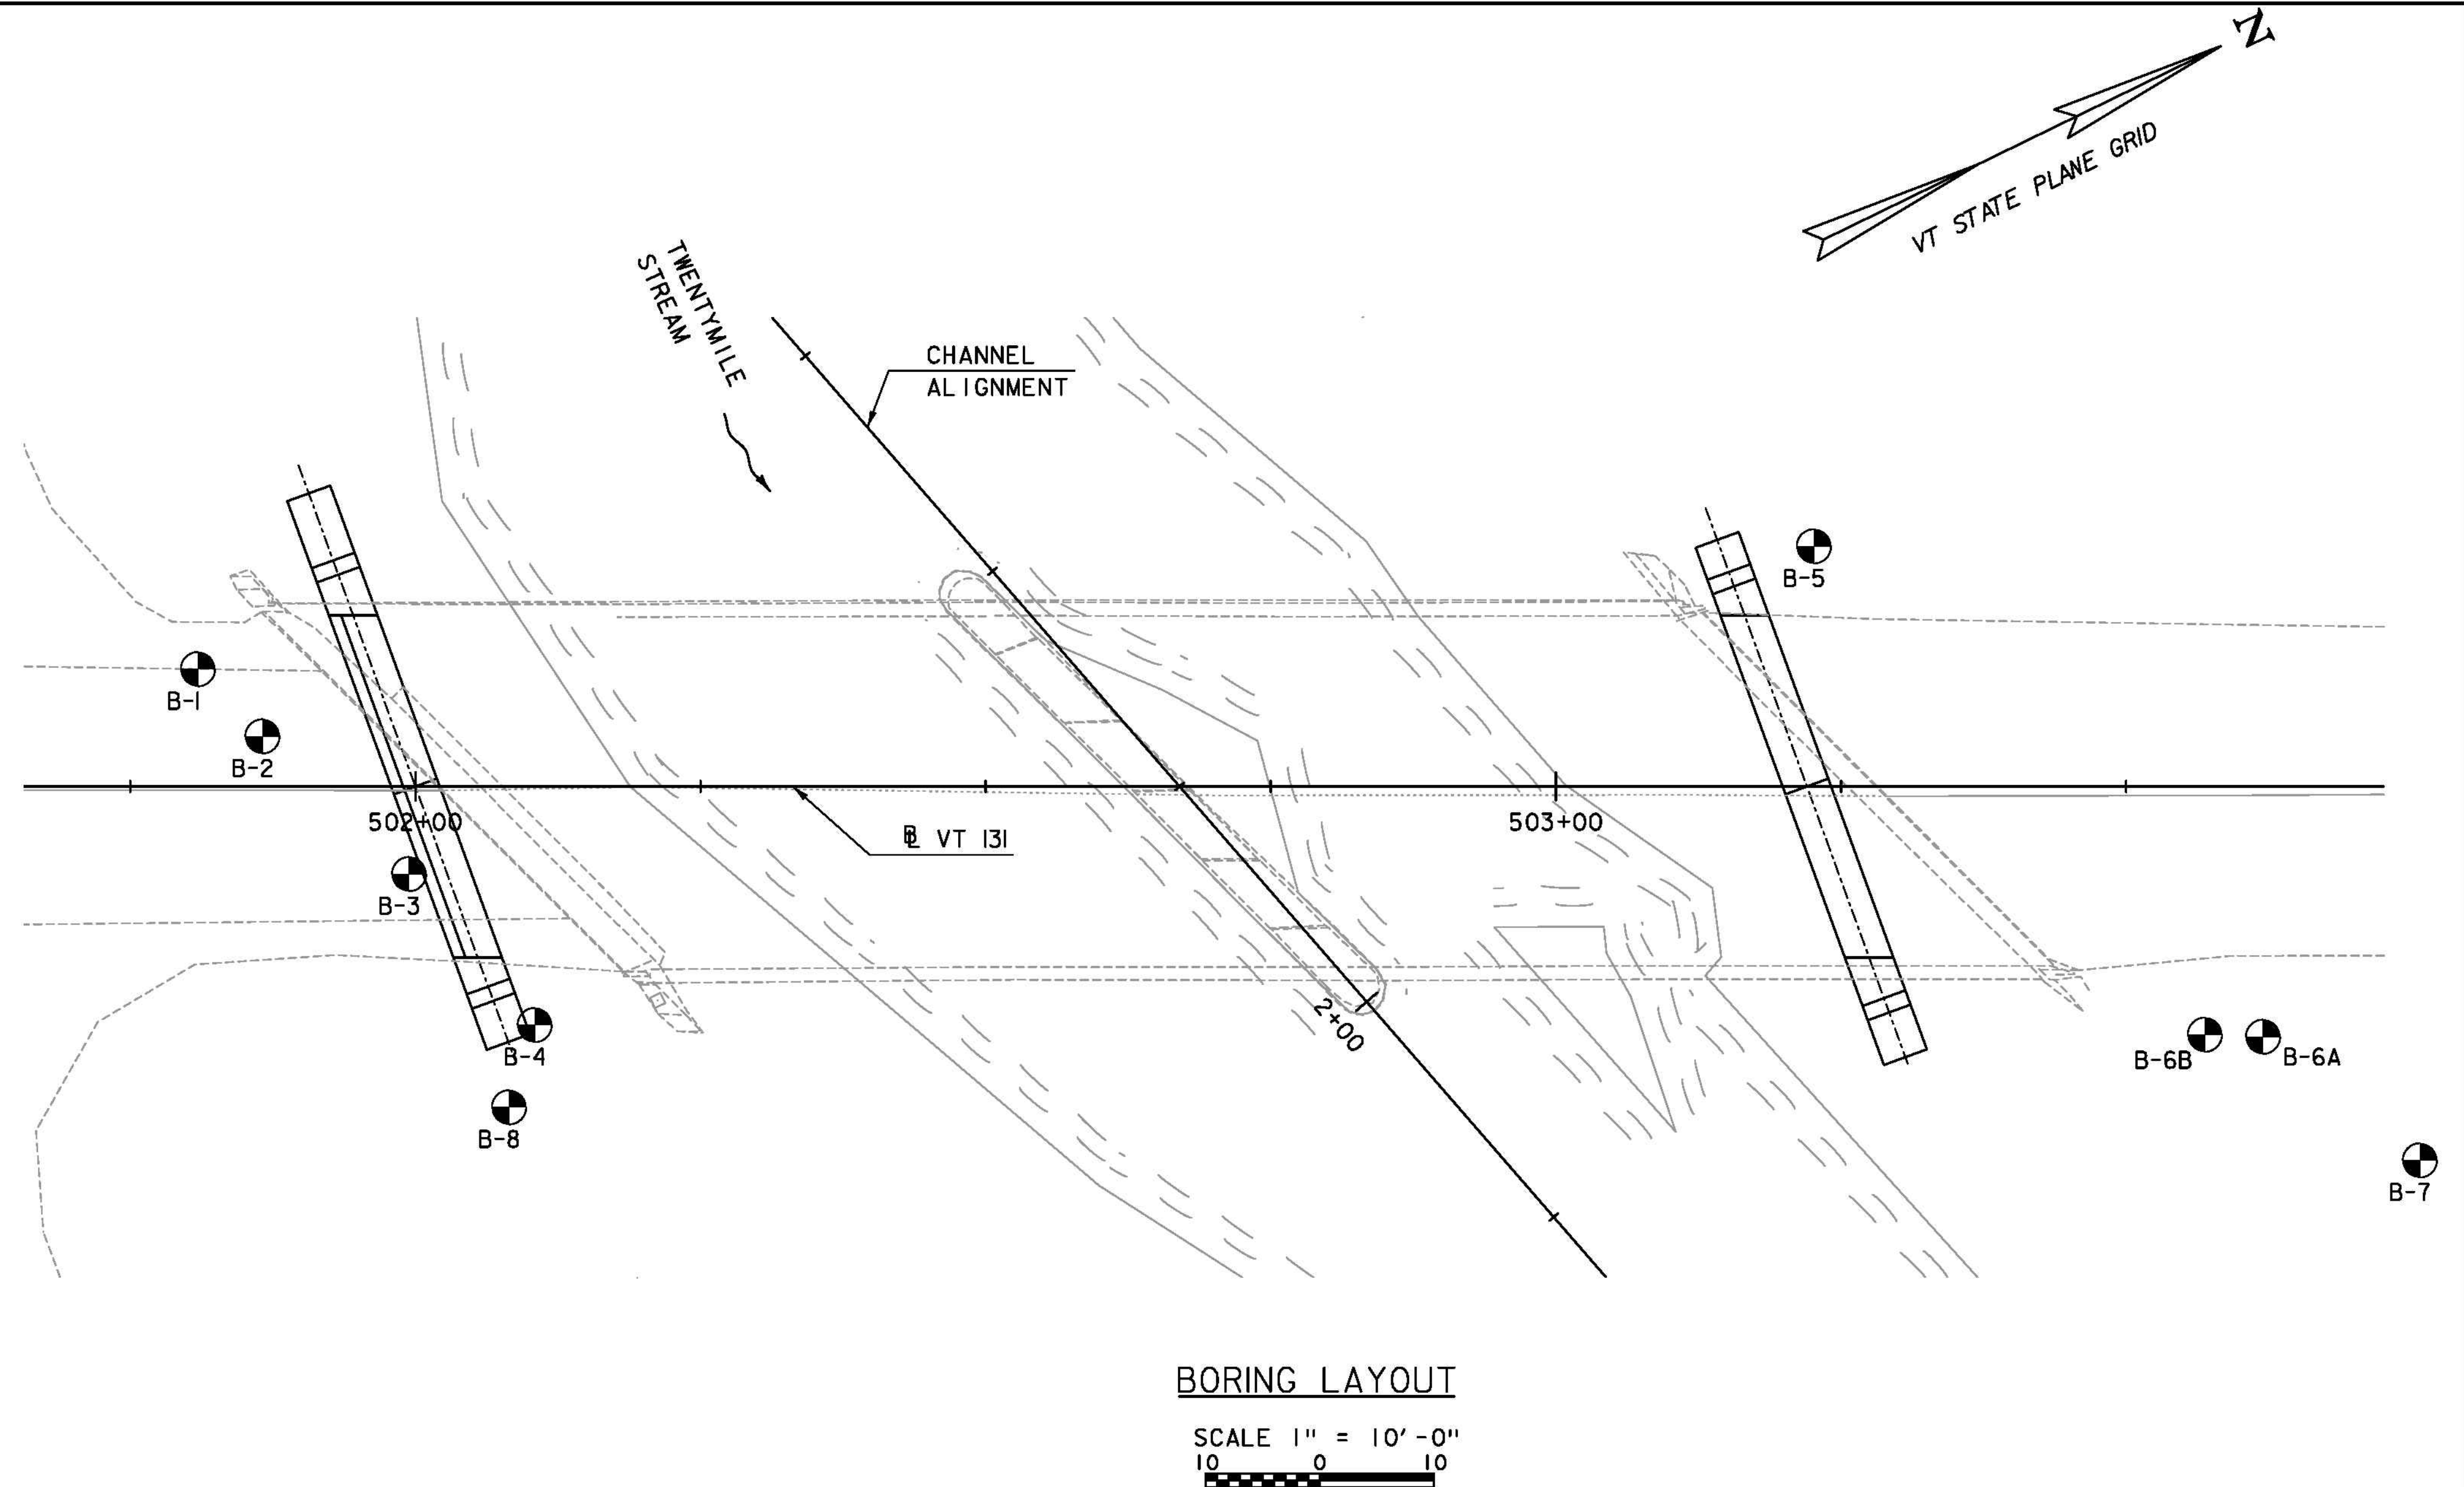 N
VT STATE PLANE GRID
TWENTYMILE
STREAM
CHANNEL
ALIGNMENT
B-5
B-1
B-2
502+00
503+00
BL VT 131
B-3
2+00
B-4
B-6B
B-6A
B-8
B-7
BORING LAYOUT
SCALE 1" = 10'-0"
10 0 10